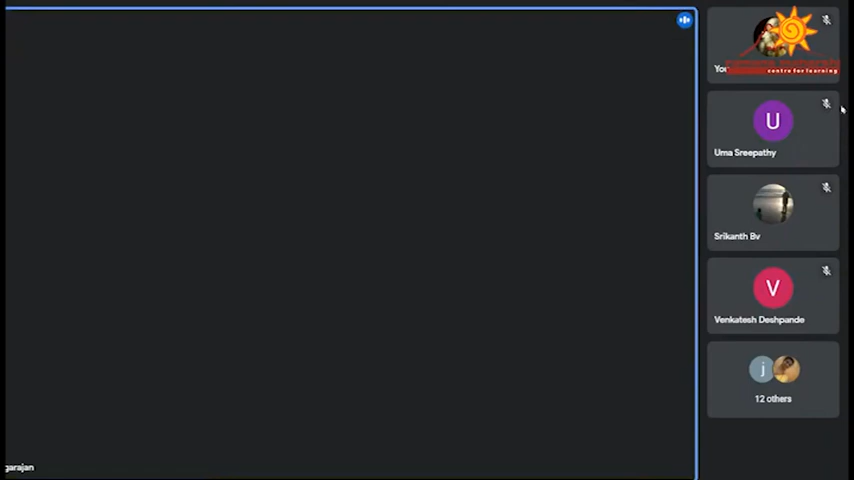 You
centre for learning
U
Uma Sreepathy
Srikanth Bv
V
Venkatesh Deshpande
j
12 others
garajan